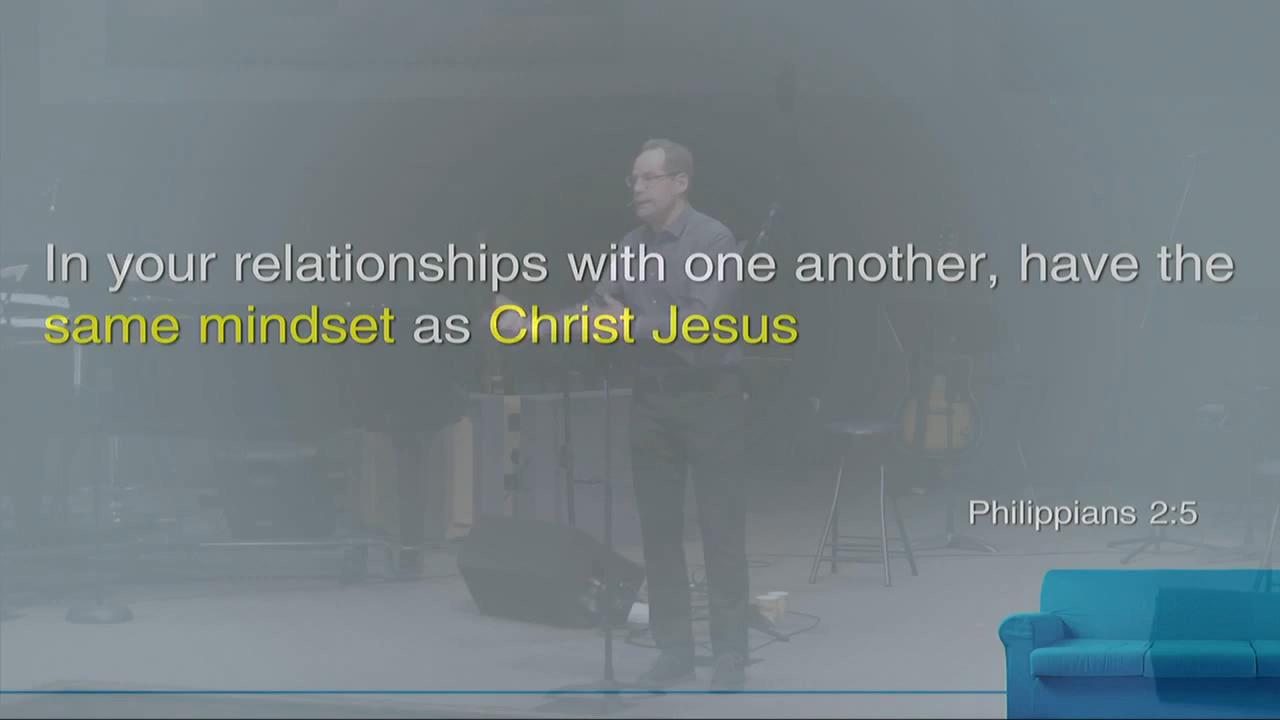 In your relationships with one another, have the
same mindset as Christ Jesus
Philippians 2:5